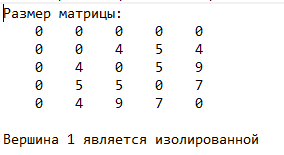 Размер матрицы:
0 0 0 0 0
0 0 4 5 4
0 4 0 5 9
0 5 5 0 7
0 4 9 7 0
Вершина 1 является изолированной